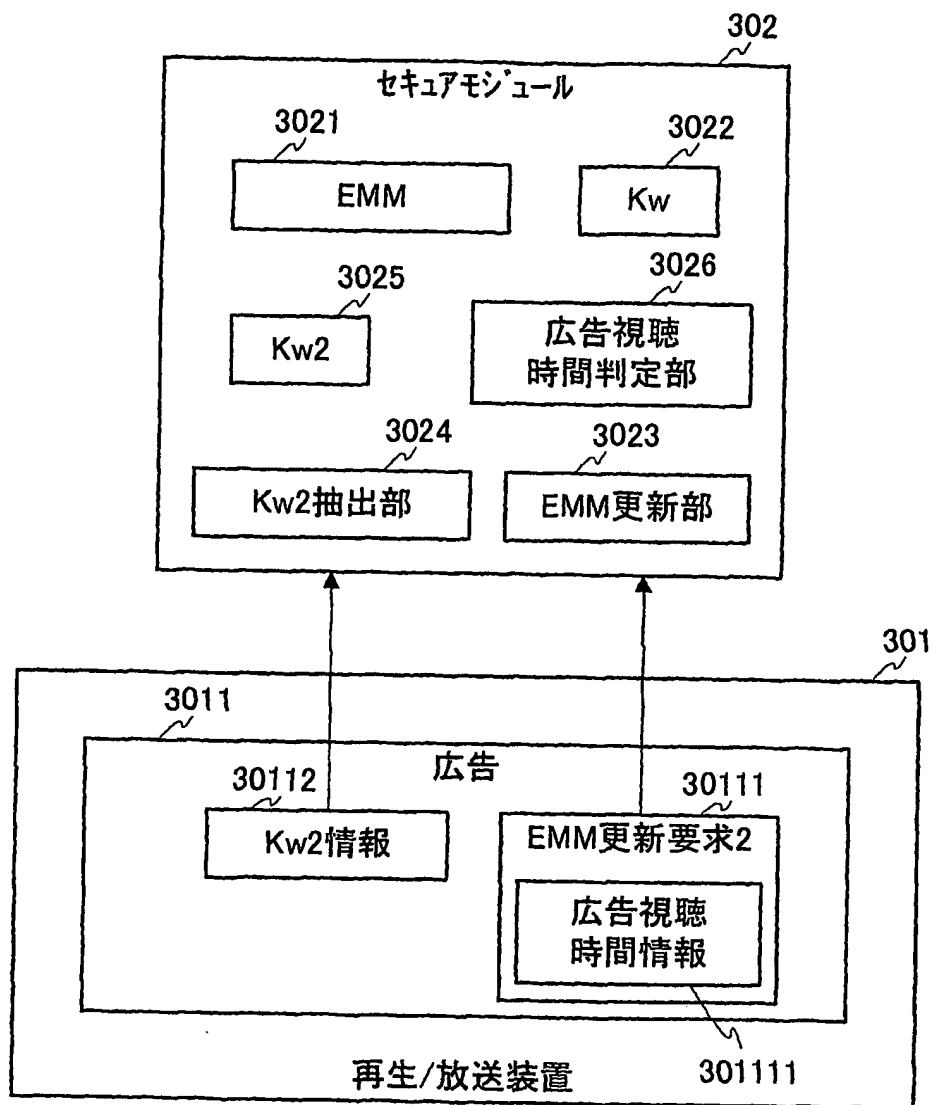 302
セキュアモジュール
3021
3022
EMM
Kw
3025
3026
Kw2
広告視聴
時間判定部
3024
3023
Kw2抽出部
EMM更新部
301
3011
広告
30112
30111
Kw2情報
EMM更新要求2
広告視聴
時間情報
再生/放送装置
301111